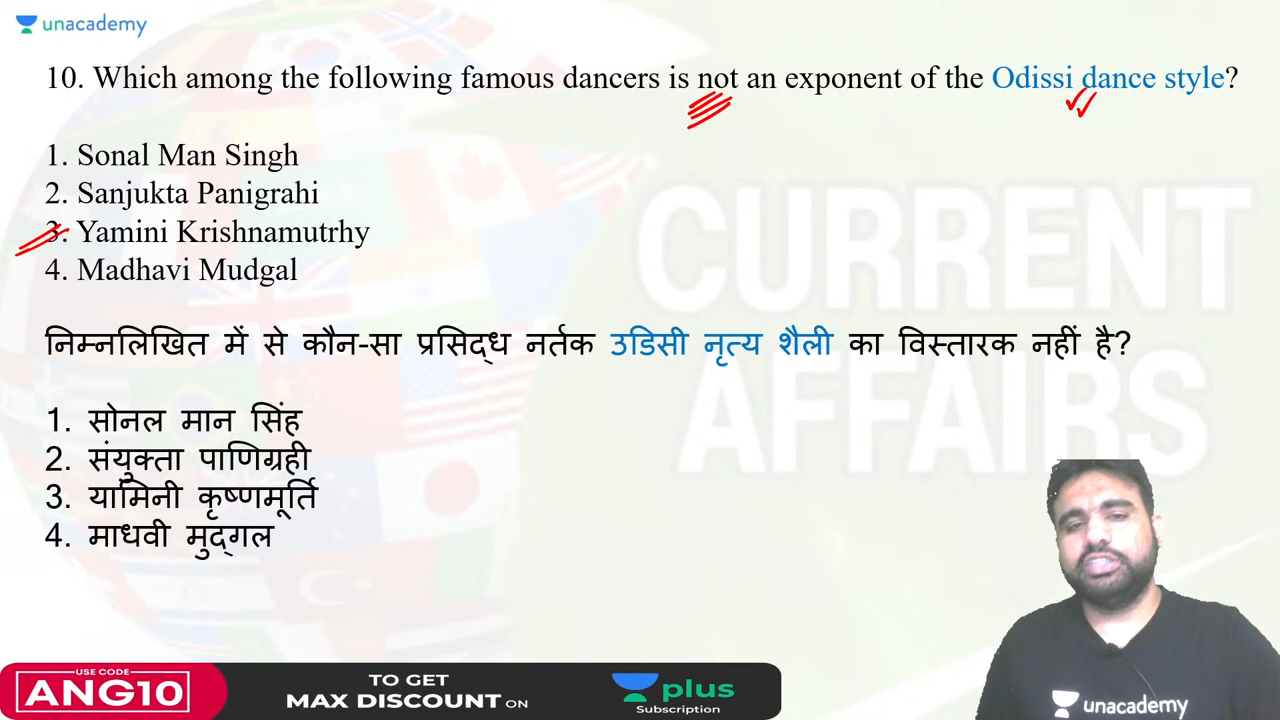 unacademy
10. Which among the following famous dancers is not an exponent of the Odissi dance style?
1. Sonal Man Singh
2. Sanjukta Panigrahi
3. Yamini Krishnamutrhy
4. Madhavi Mudgal
निम्नलिखित में से कौन-सा प्रसिद्ध नर्तक उडिसी नृत्य शैली का विस्तारक नहीं है?
1. सोनल मान सिंह
2. संयुक्ता पाणिग्रही
3. यामिनी कृष्णमूर्ति
4. माधवी मुद्गल
CURRENT
AFFAIRS
USE CODE
ANG10
TO GET
MAX DISCOUNT ON
plus
Subscription
unacademy